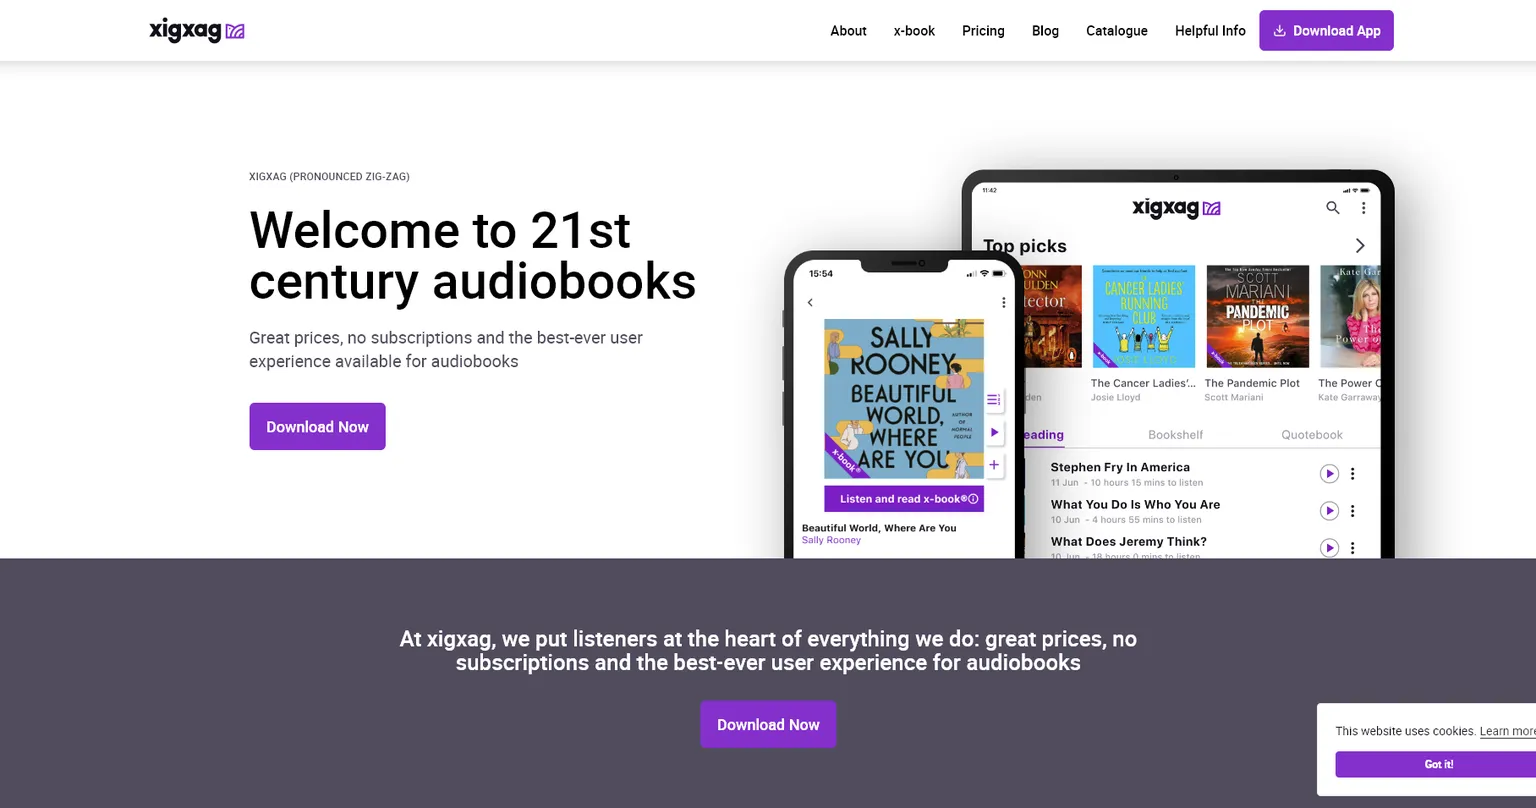 xigxag
About
x-book
Pricing
Blog
Catalogue
Helpful Info
Download App
XIGXAG (PRONOUNCED ZIG-ZAG)
Welcome to 21st
century audiobooks
Great prices, no subscriptions and the best-ever user
experience available for audiobooks
Download Now
15:54
SALLY
ROONEY
BEAUTIFUL
WORLD,
WHERE
ARE YOU
AUTHOR
OF
NORMAL
PEOPLE
x-book®
Listen and read x-book®
Beautiful World, Where Are You
Sally Rooney
11:42
xigxag
Top picks
CANCER LADIES'
RUNNING
CLUB
x-book
SCOTT
MARIANI
THE
PANDEMIC
PLOT
Kate Gar
The
Power o
The Cancer Ladies'...
Josie Lloyd
The Pandemic Plot
Scott Mariani
The Power O
Kate Garraway
den
eading
Bookshelf
Quotebook
Stephen Fry In America
11 Jun - 10 hours 15 mins to listen
What You Do Is Who You Are
10 Jun - 4 hours 55 mins to listen
What Does Jeremy Think?
10 Jun - 18 hours 0 mins to listen
At xigxag, we put listeners at the heart of everything we do: great prices, no
subscriptions and the best-ever user experience for audiobooks
Download Now
This website uses cookies. Learn more
Got it!